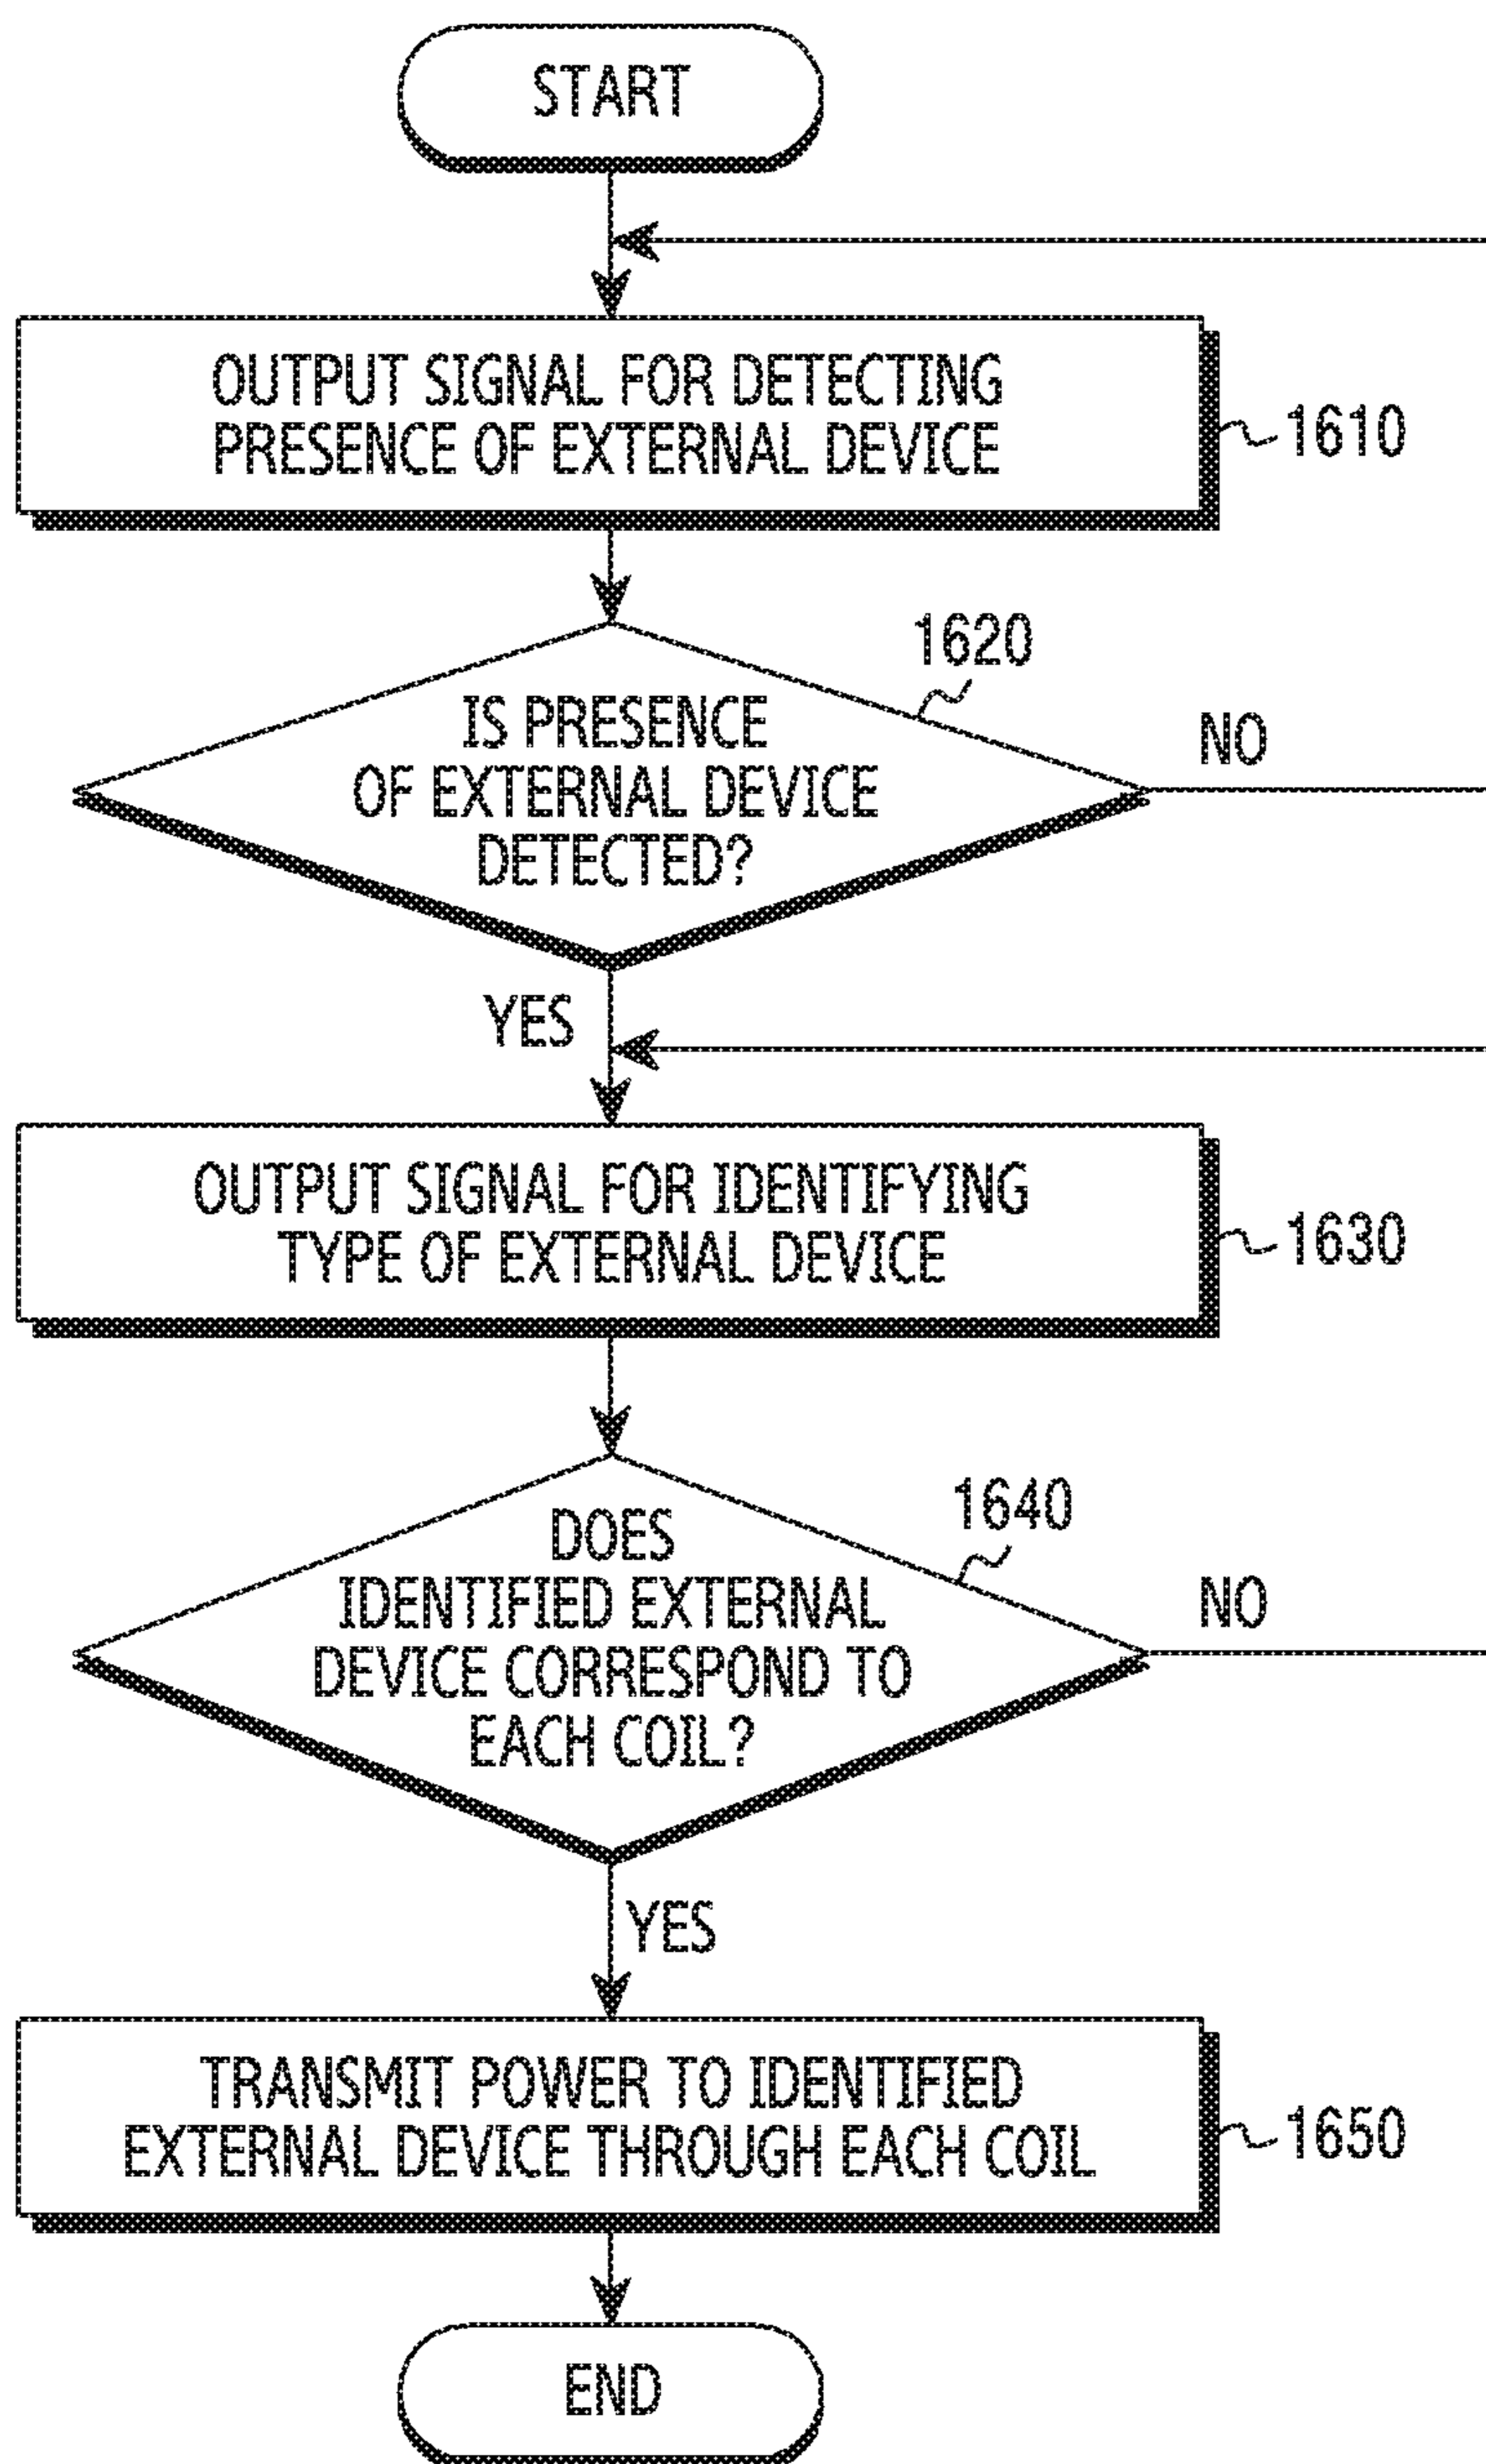 START
OUTPUT SIGNAL FOR DETECTING
PRESENCE OF EXTERNAL DEVICE
1610
1620
IS PRESENCE
OF EXTERNAL DEVICE
DETECTED?
NO
YES
OUTPUT SIGNAL FOR IDENTIFYING
TYPE OF EXTERNAL DEVICE
1630
1640
DOES
IDENTIFIED EXTERNAL
DEVICE CORRESPOND TO
EACH COIL?
NO
YES
TRANSMIT POWER TO IDENTIFIED
EXTERNAL DEVICE THROUGH EACH COIL
1650
END